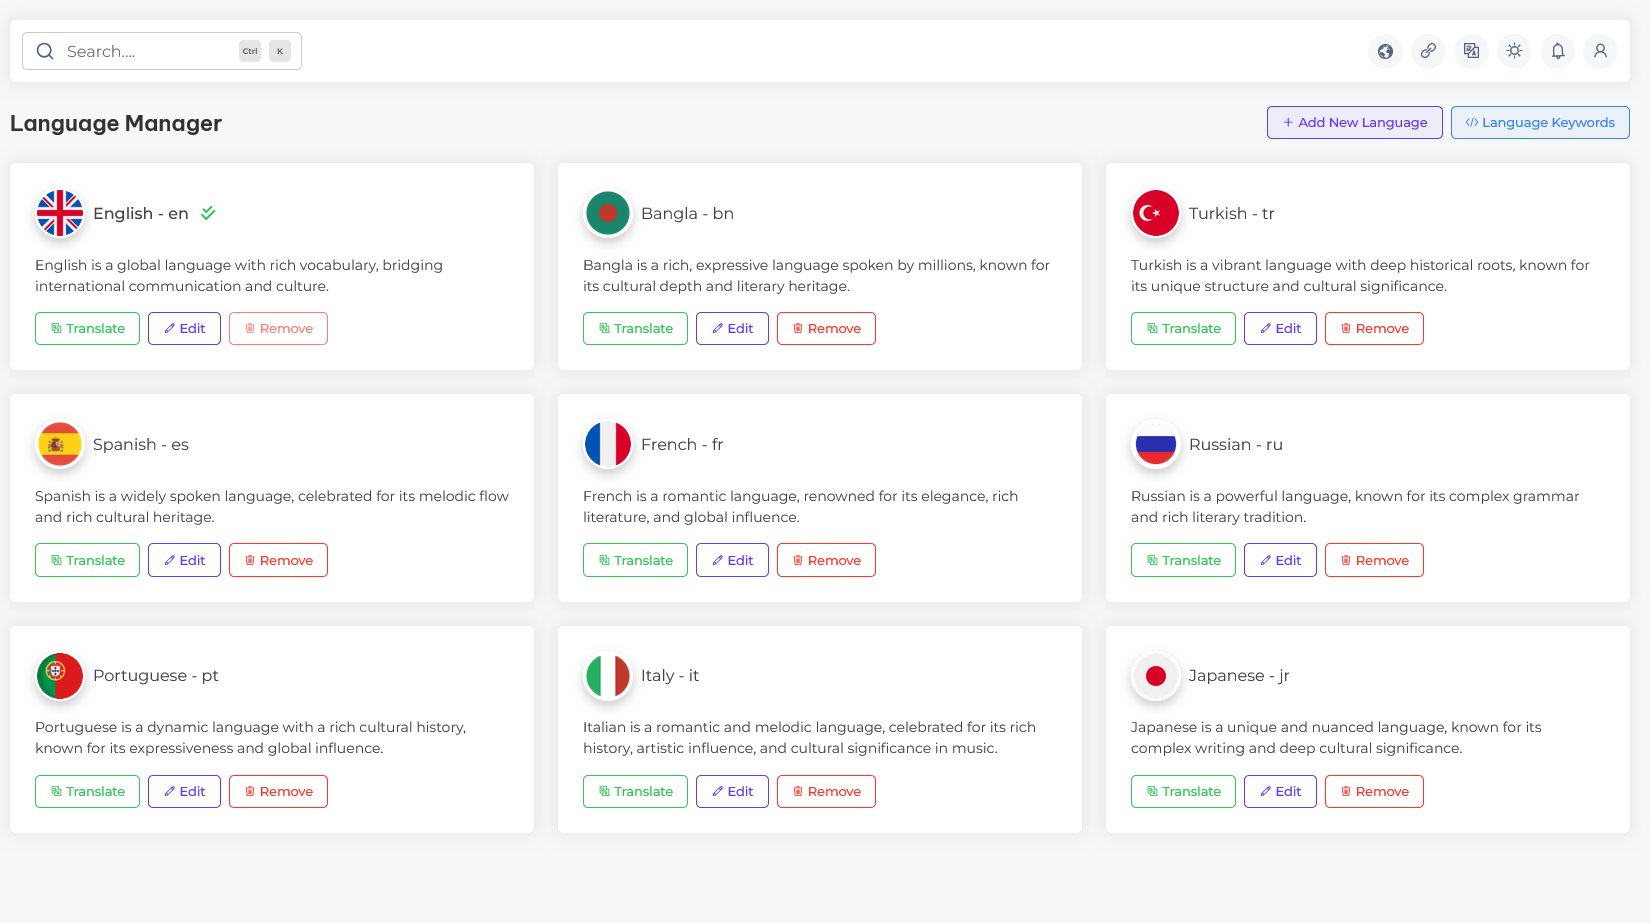 Search....
Ctrl
K
Language Manager
+ Add New Language
</> Language Keywords
English - en
English is a global language with rich vocabulary, bridging
international communication and culture.
Translate
Edit
Remove
Bangla - bn
Bangla is a rich, expressive language spoken by millions, known for
its cultural depth and literary heritage.
Translate
Edit
Remove
Turkish - tr
Turkish is a vibrant language with deep historical roots, known for
its unique structure and cultural significance.
Translate
Edit
Remove
Spanish - es
Spanish is a widely spoken language, celebrated for its melodic flow
and rich cultural heritage.
Translate
Edit
Remove
French - fr
French is a romantic language, renowned for its elegance, rich
literature, and global influence.
Translate
Edit
Remove
Russian - ru
Russian is a powerful language, known for its complex grammar
and rich literary tradition.
Translate
Edit
Remove
Portuguese - pt
Portuguese is a dynamic language with a rich cultural history,
known for its expressiveness and global influence.
Translate
Edit
Remove
Italy - it
Italian is a romantic and melodic language, celebrated for its rich
history, artistic influence, and cultural significance in music.
Translate
Edit
Remove
Japanese - jr
Japanese is a unique and nuanced language, known for its
complex writing and deep cultural significance.
Translate
Edit
Remove